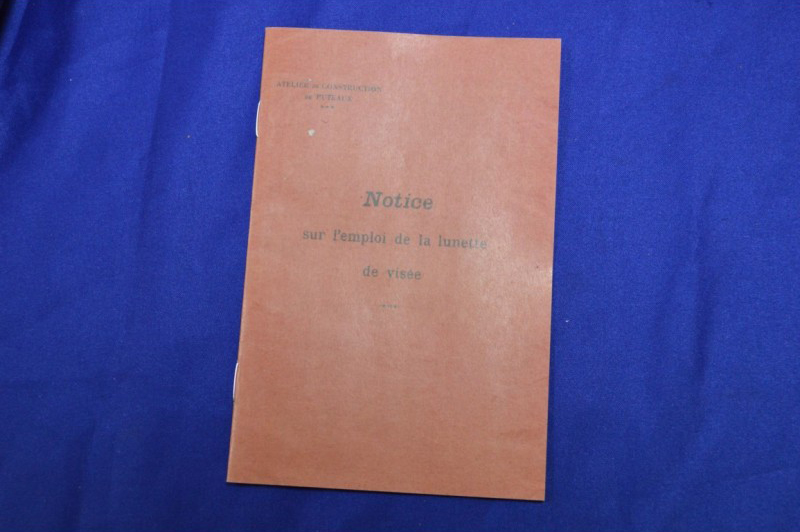 ATELIER DE CONSTRUCTION
DE PUTEAUX
Notice
sur l'emploi de la lunette
de visée